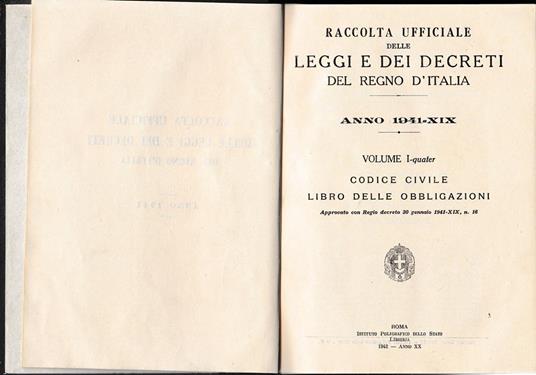 RACCOLTA UFFICIALE
DELLE
LEGGI E DEI DECRETI
DEL REGNO D'ITALIA
ANNO 1941-XIX
VOLUME I-quater
CODICE CIVILE
LIBRO DELLE OBBLIGAZIONI
Approvato con Regio decreto 30 gennaio 1941-XIX, n. 16
ROMA
ISTITUTO POLIGRAFICO DELLO STATO
LIBRERIA
1942 — ANNO XX